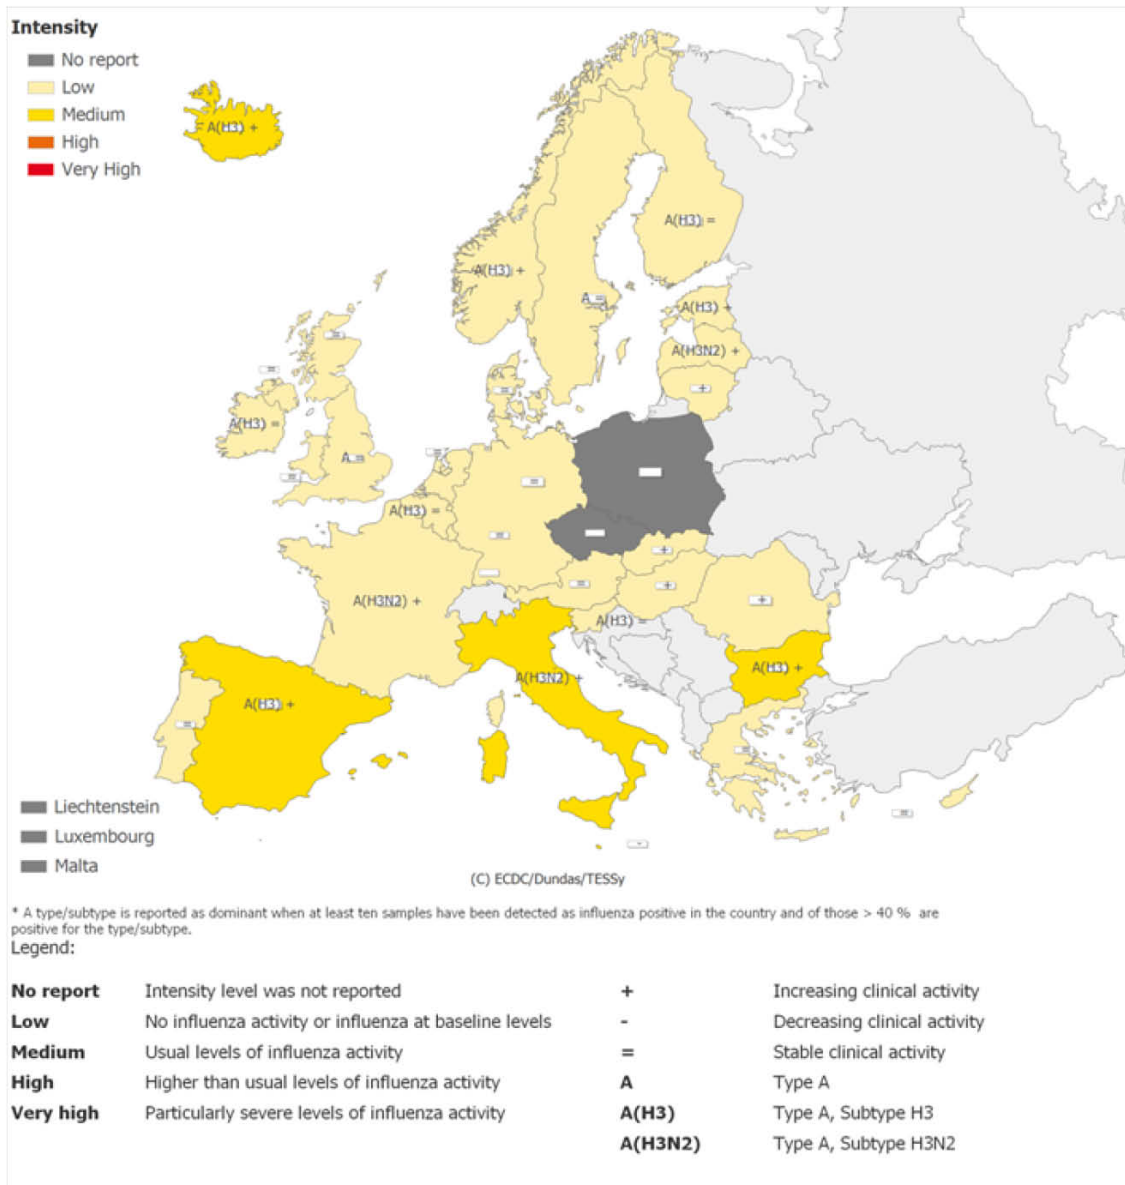 Intensity
No report
Low
Medium
High
Very High
A(H3) +
A(H3) =
A(H3) +
A =
A(H3) +
A(H3N2) +
=
=
=
+
A(H3) =
A =
=
=
=
A(H3) =
=
+
=
+
+
A(H3N2) +
A(H3) =
A(H3) +
A(H3N2) +
A(H3) +
=
=
=
-
Liechtenstein
Luxembourg
Malta
(C) ECDC/Dundas/TESSy
* A type/subtype is reported as dominant when at least ten samples have been detected as influenza positive in the country and of those > 40 % are
positive for the type/subtype.
Legend:
No report Intensity level was not reported + Increasing clinical activity
Low No influenza activity or influenza at baseline levels - Decreasing clinical activity
Medium Usual levels of influenza activity = Stable clinical activity
High Higher than usual levels of influenza activity A Type A
Very high Particularly severe levels of influenza activity A(H3) Type A, Subtype H3
A(H3N2) Type A, Subtype H3N2